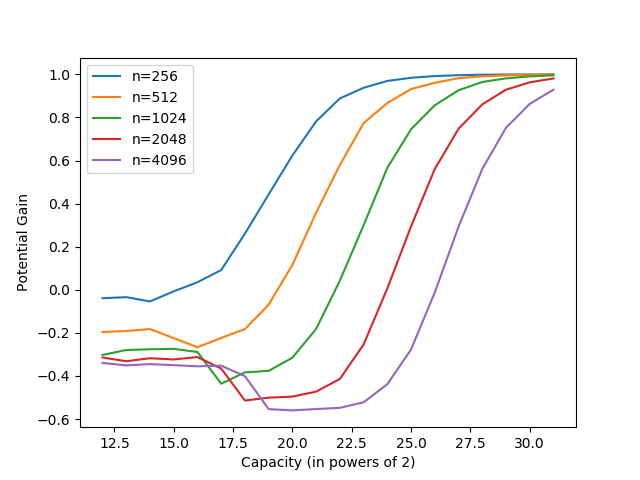 n=256
n=512
n=1024
n=2048
n=4096
1.0
0.8
0.6
0.4
0.2
0.0
−0.2
−0.4
−0.6
Potential Gain
12.5 15.0 17.5 20.0 22.5 25.0 27.5 30.0
Capacity (in powers of 2)